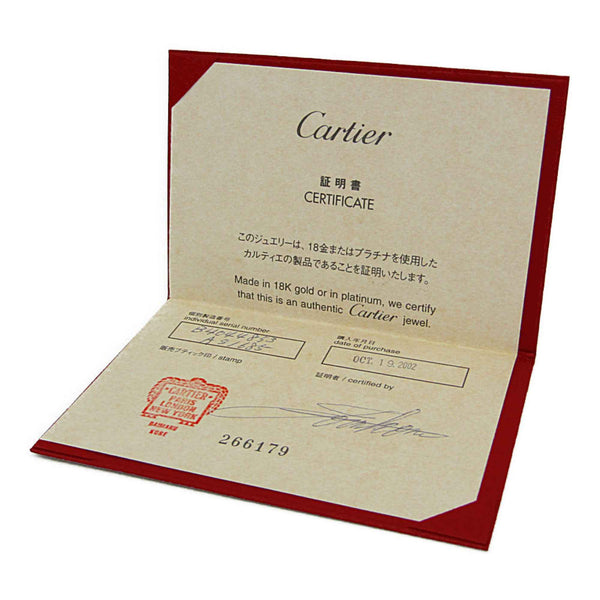 Cartier
証明書
CERTIFICATE
このジュエリーは、18金またはプラチナを使用した
カルティエの製品であることを証明いたします。
Made in 18K gold or in platinum, we certify
that this is an authentic Cartier jewel.
個別製造番号
individual serial number
B4044853
A91685
購入年月日
date of purchase
OCT. 19. 2002
販売ブティック印 / stamp
証明者 / certified by
CARTIER
PARIS
LONDON
NEW YORK
DAIMARU
KOBE
266179